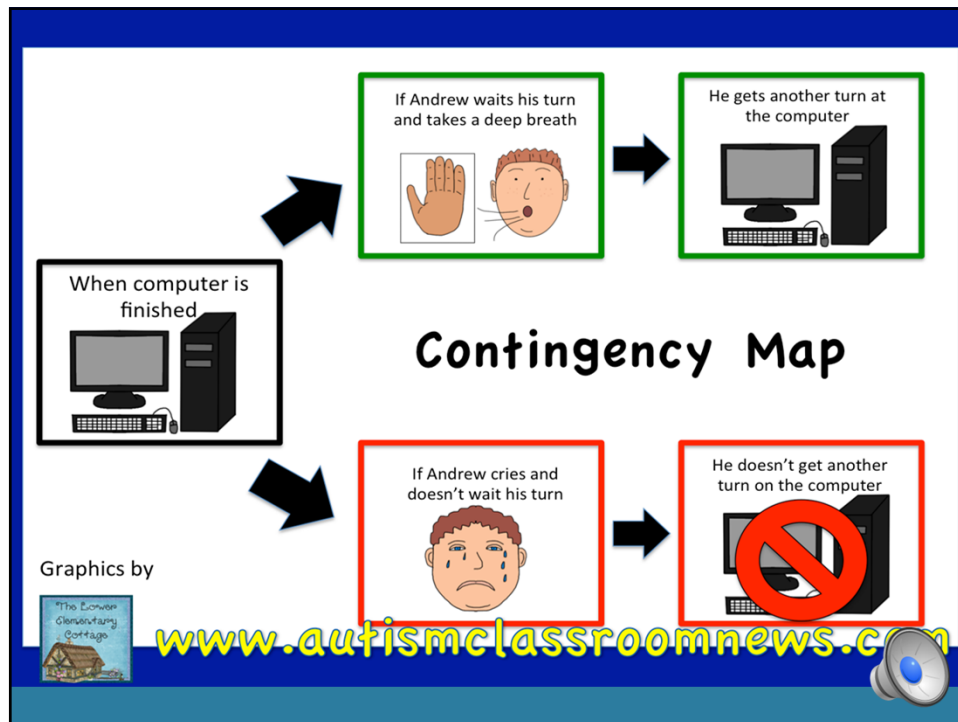 If Andrew waits his turn
and takes a deep breath
He gets another turn at
the computer
When computer is
finished
Contingency Map
If Andrew cries and
doesn't wait his turn
He doesn't get another
turn on the computer
Graphics by
The Lower
Elementary
Cottage
www.autismclassroomnews.com